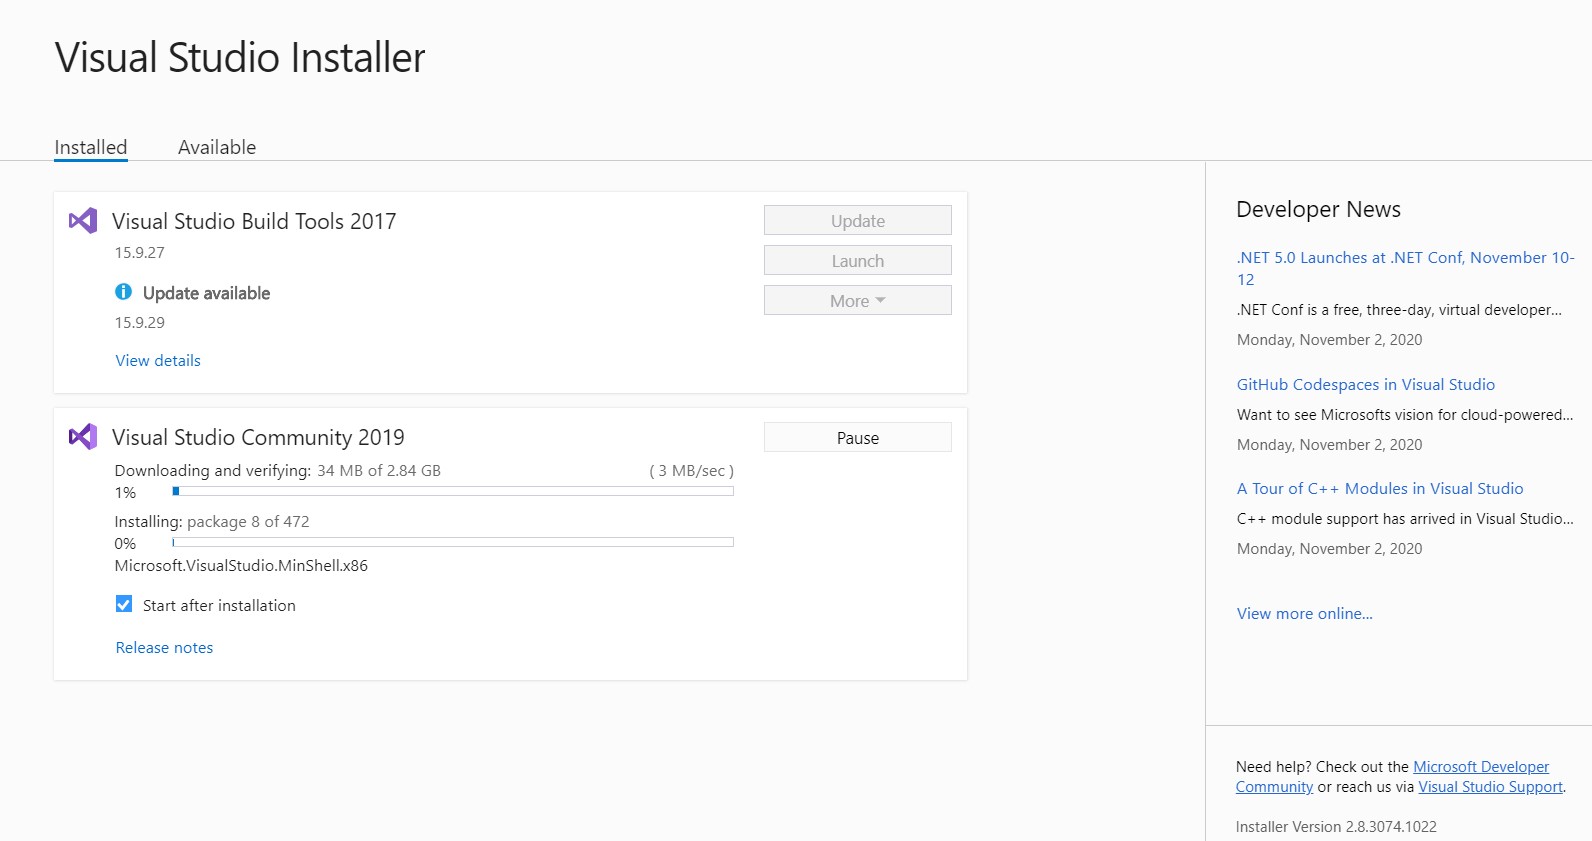 Visual Studio Installer
Installed
Available
Visual Studio Build Tools 2017
15.9.27
Update available
15.9.29
View details
Update
Launch
More
Visual Studio Community 2019
Downloading and verifying: 34 MB of 2.84 GB
( 3 MB/sec )
1%
Installing: package 8 of 472
0%
Microsoft.VisualStudio.MinShell.x86
Start after installation
Release notes
Pause
Developer News
.NET 5.0 Launches at .NET Conf, November 10-
12
.NET Conf is a free, three-day, virtual developer...
Monday, November 2, 2020
GitHub Codespaces in Visual Studio
Want to see Microsofts vision for cloud-powered...
Monday, November 2, 2020
A Tour of C++ Modules in Visual Studio
C++ module support has arrived in Visual Studio...
Monday, November 2, 2020
View more online...
Need help? Check out the Microsoft Developer
Community or reach us via Visual Studio Support.
Installer Version 2.8.3074.1022